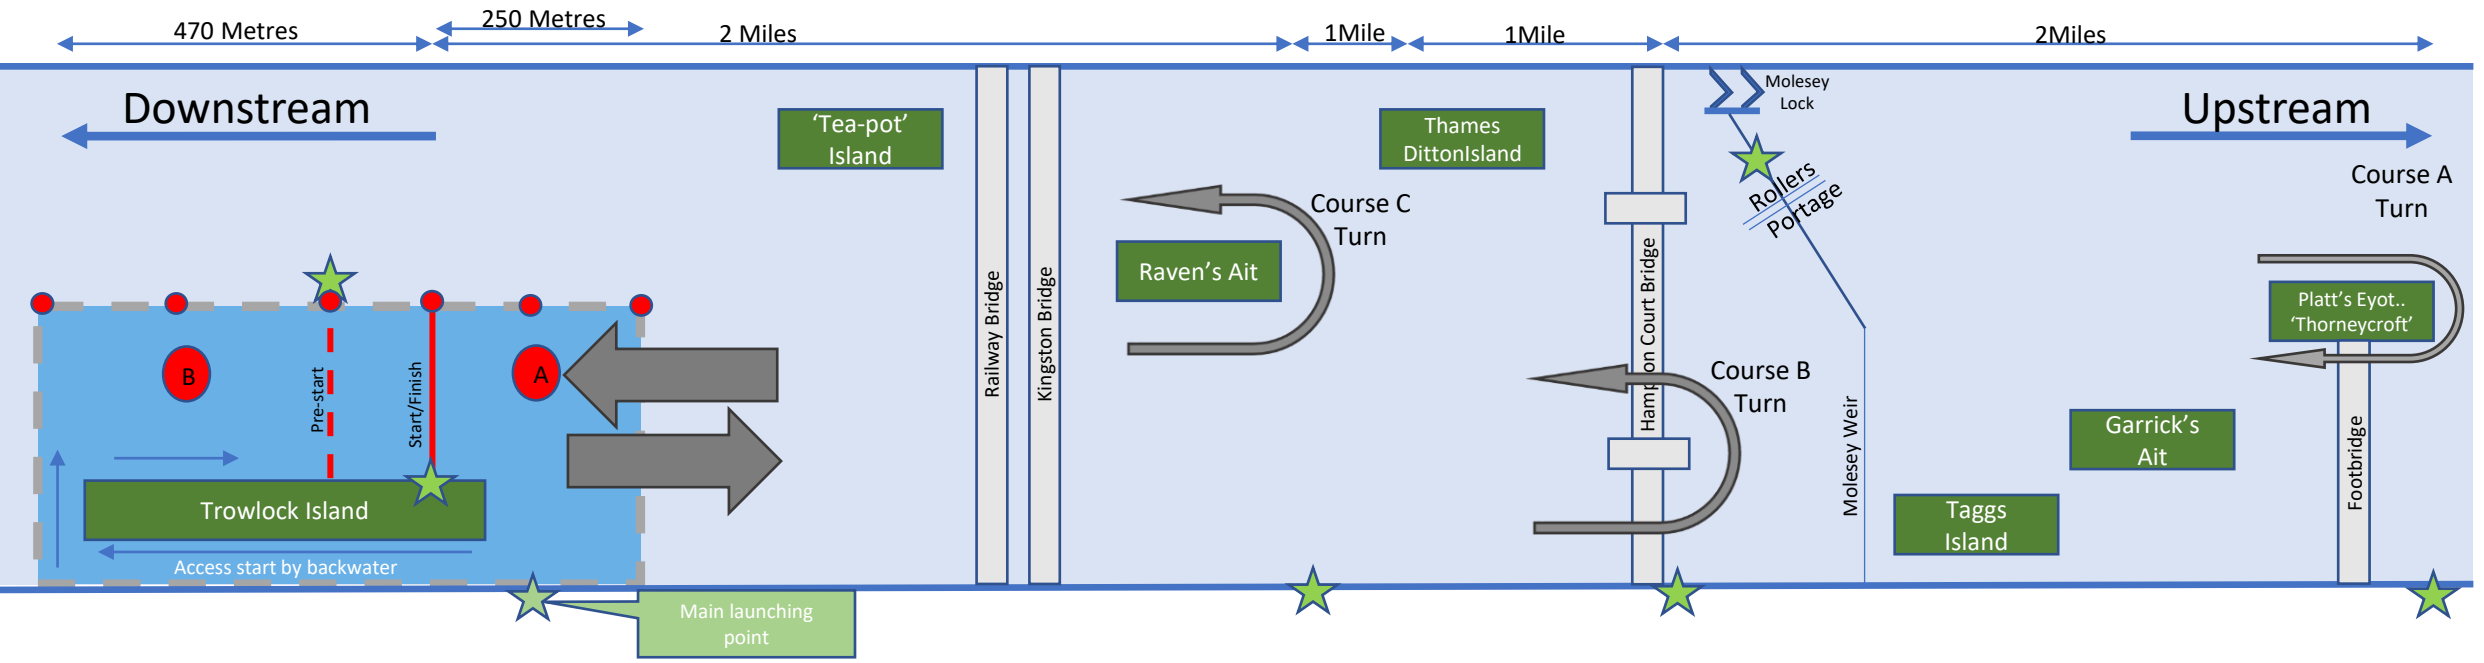 470 Metres
250 Metres
2 Miles
1Mile
1Mile
2Miles
Downstream
Upstream
'Tea-pot'
Island
Thames
DittonIsland
Molesey
Lock
Rollers
Portage
Course A
Turn
Course C
Turn
Raven's Ait
Platt's Eyot..
'Thorneycroft'
Railway Bridge
Kingston Bridge
Hampton Court Bridge
Course B
Turn
Molesey Weir
B
Pre-start
Start/Finish
A
Garrick's
Ait
Footbridge
Trowlock Island
Taggs
Island
Access start by backwater
Main launching
point